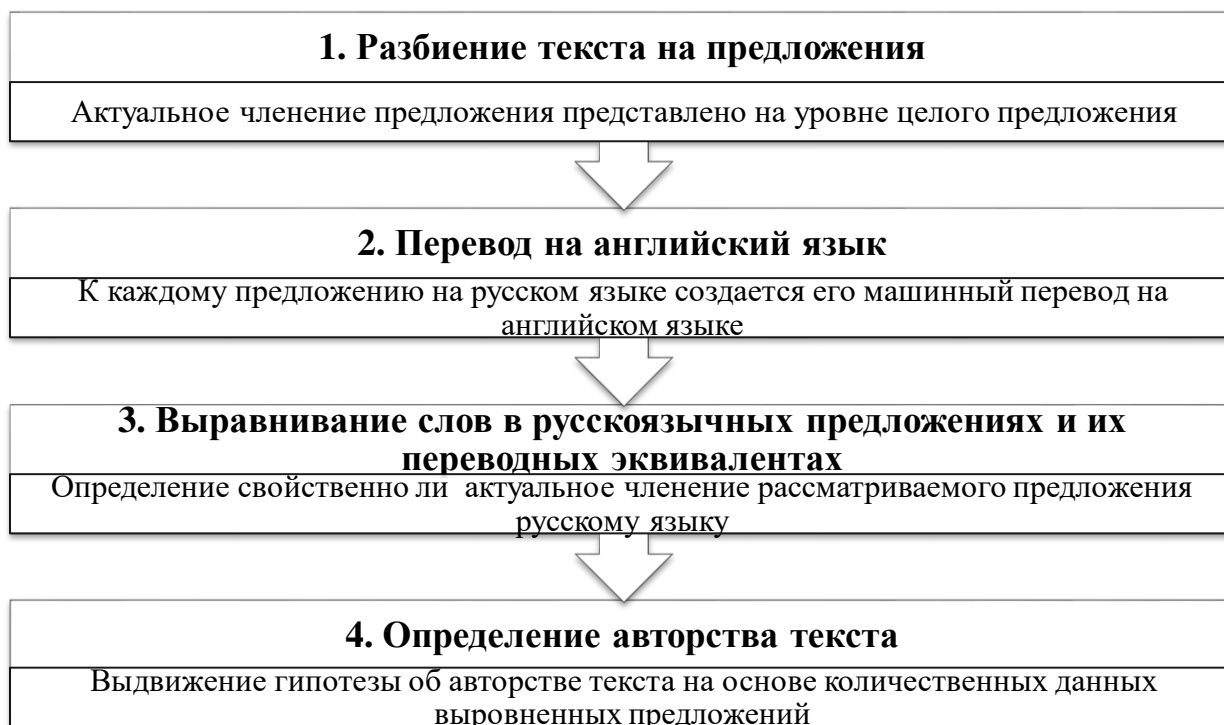 1. Разбиение текста на предложения
Актуальное членение предложения представлено на уровне целого предложения
2. Перевод на английский язык
К каждому предложению на русском языке создается его машинный перевод на
английском языке
3. Выравнивание слов в русскоязычных предложениях и их
переводных эквивалентах
Определение свойственно ли актуальное членение рассматриваемого предложения
русскому языку
4. Определение авторства текста
Выдвижение гипотезы об авторстве текста на основе количественных данных
выровненных предложений